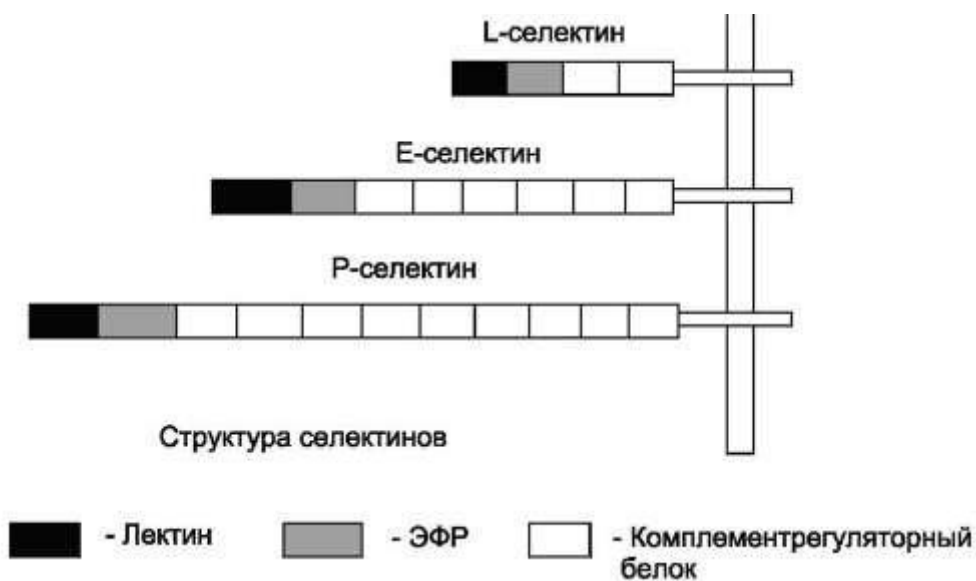 L-селектин
E-селектин
P-селектин
Структура селектинов
- Лектин
- ЭФР
- Комплементрегуляторный
белок